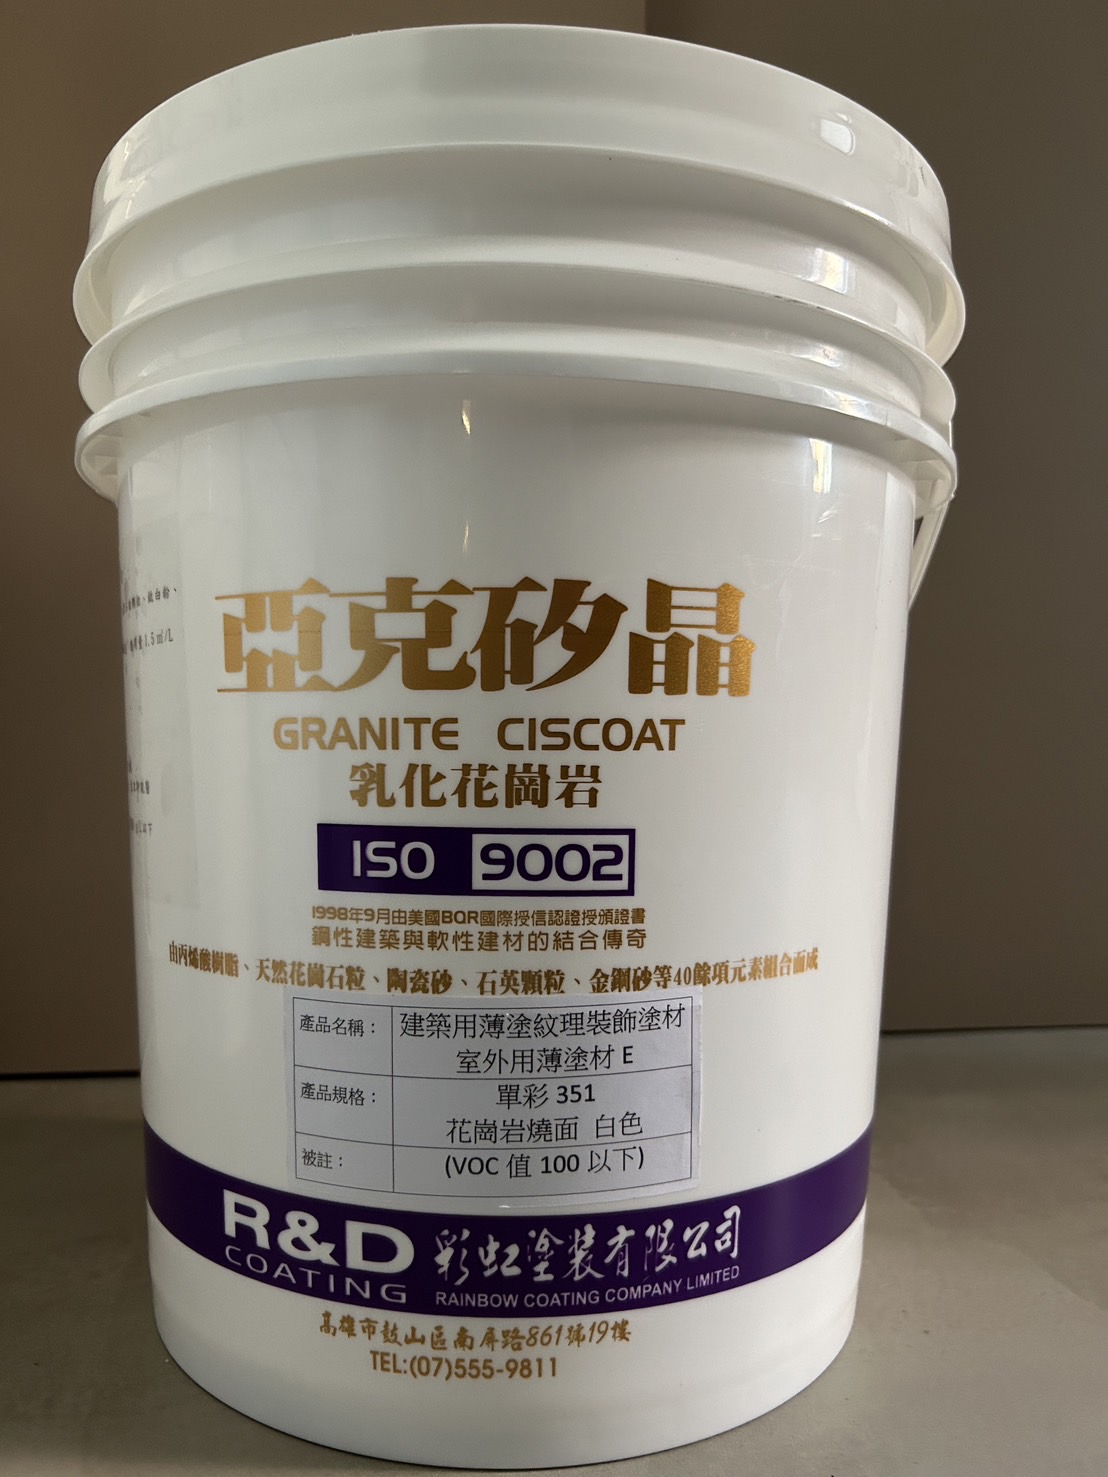 亞克矽晶
GRANITE CISCOAT
乳化花崗岩
ISO 9002
1998年9月由美國BQR國際授信認證授頒證書
鋼性建築與軟性建材的結合傳奇
由丙烯酸樹脂、天然花崗石粒、陶瓷砂、石英顆粒、金鋼砂等40餘項元素組合而成
產品名稱： 建築用薄塗紋理裝飾塗材
室外用薄塗材 E
產品規格： 單彩 351
花崗岩燒面 白色
被註： (VOC 值 100 以下)
R&D 彩虹塗裝有限公司
COATING RAINBOW COATING COMPANY LIMITED
高雄市鼓山區南屏路861號19樓
TEL:(07)555-9811
、鈦白粉、
1.5㎡/L
以下